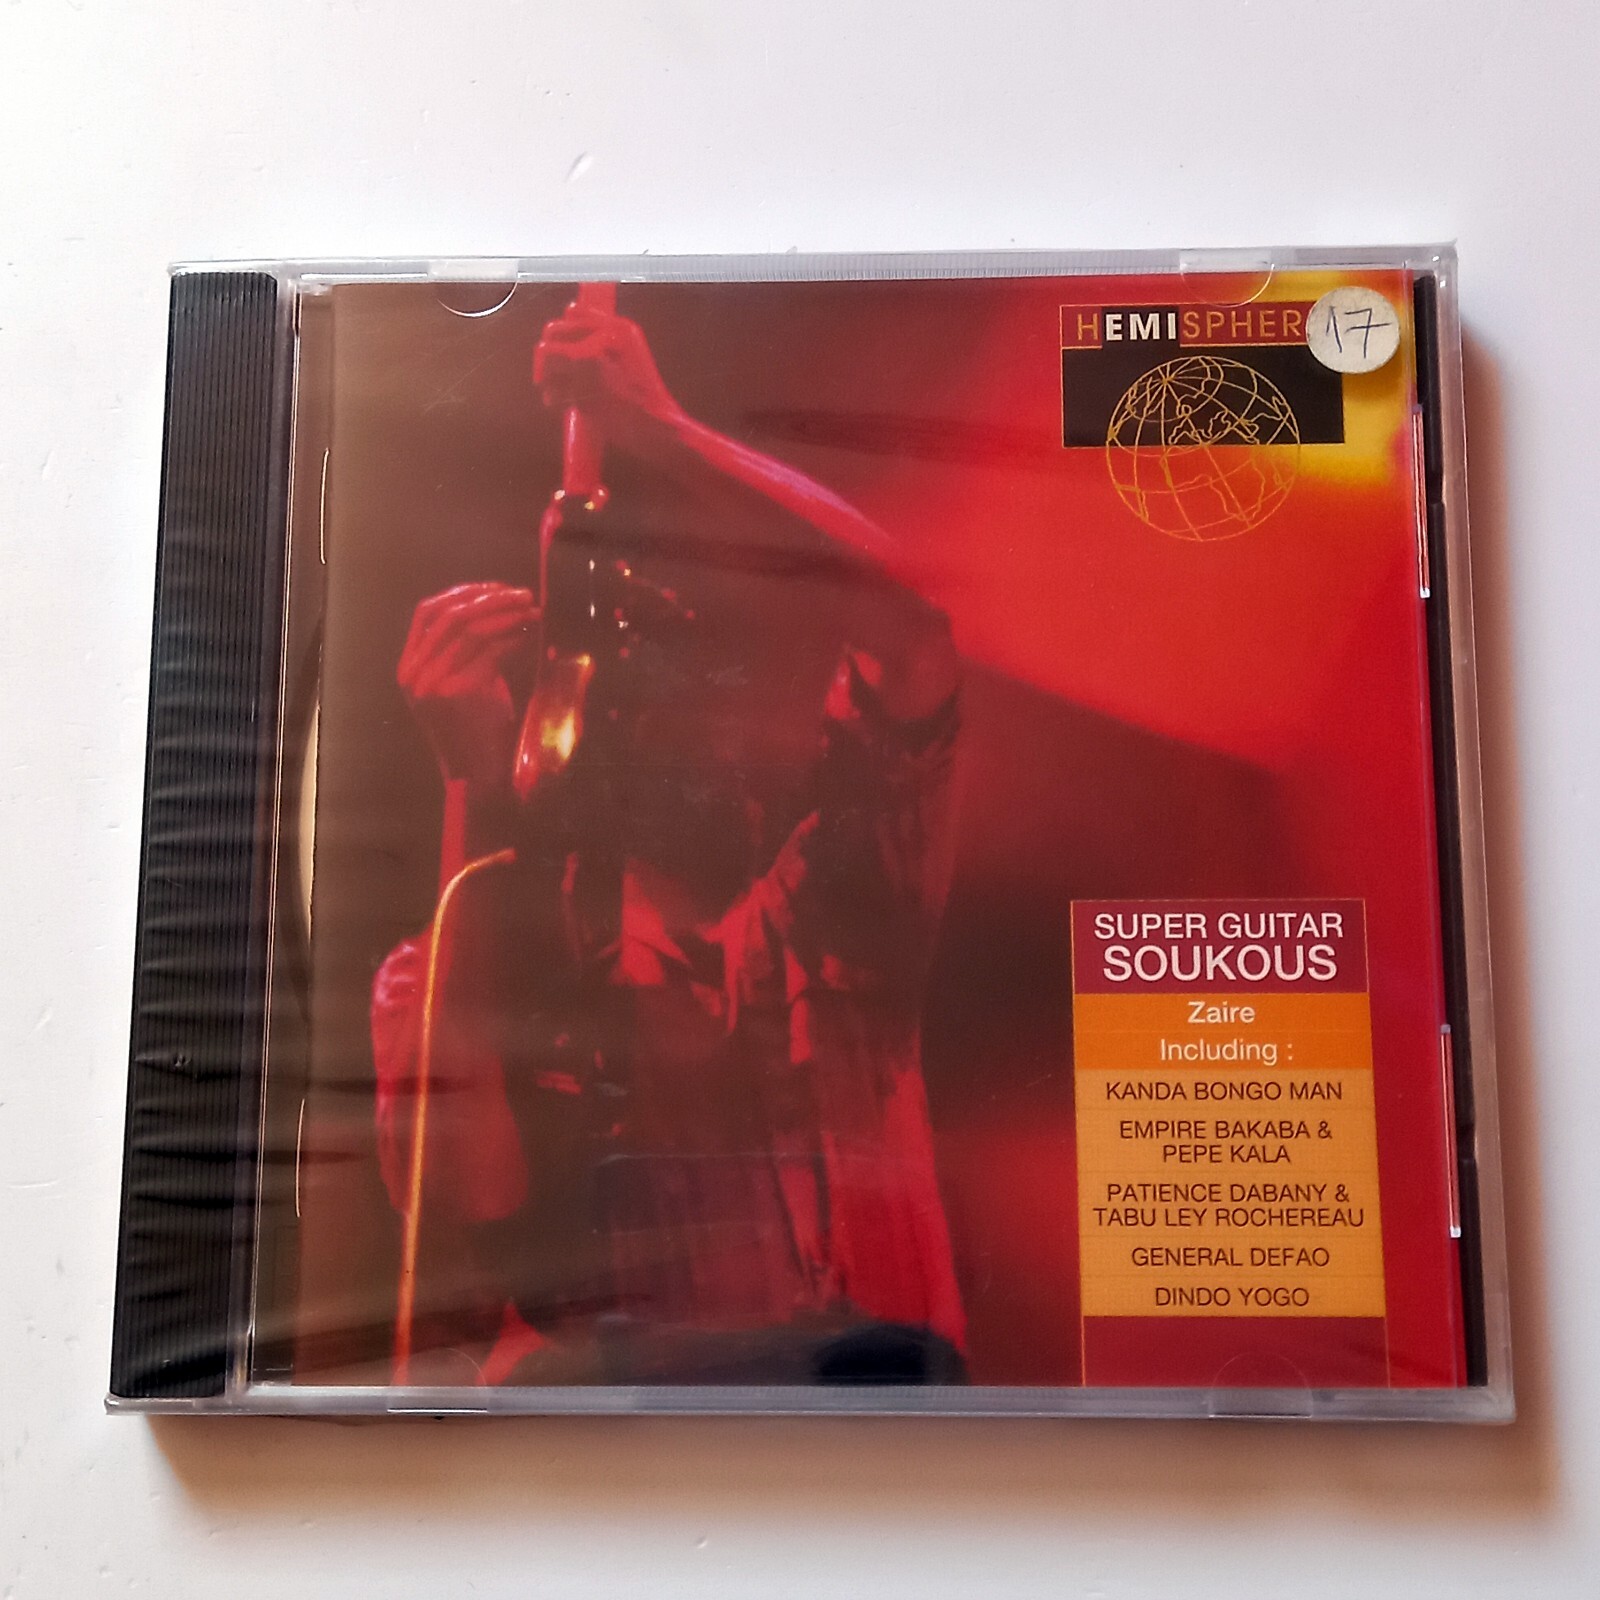 HEMISPHER
17
SUPER GUITAR
SOUKOUS
Zaire
Including :
KANDA BONGO MAN
EMPIRE BAKABA &
PEPE KALA
PATIENCE DABANY &
TABU LEY ROCHEREAU
GENERAL DEFAO
DINDO YOGO